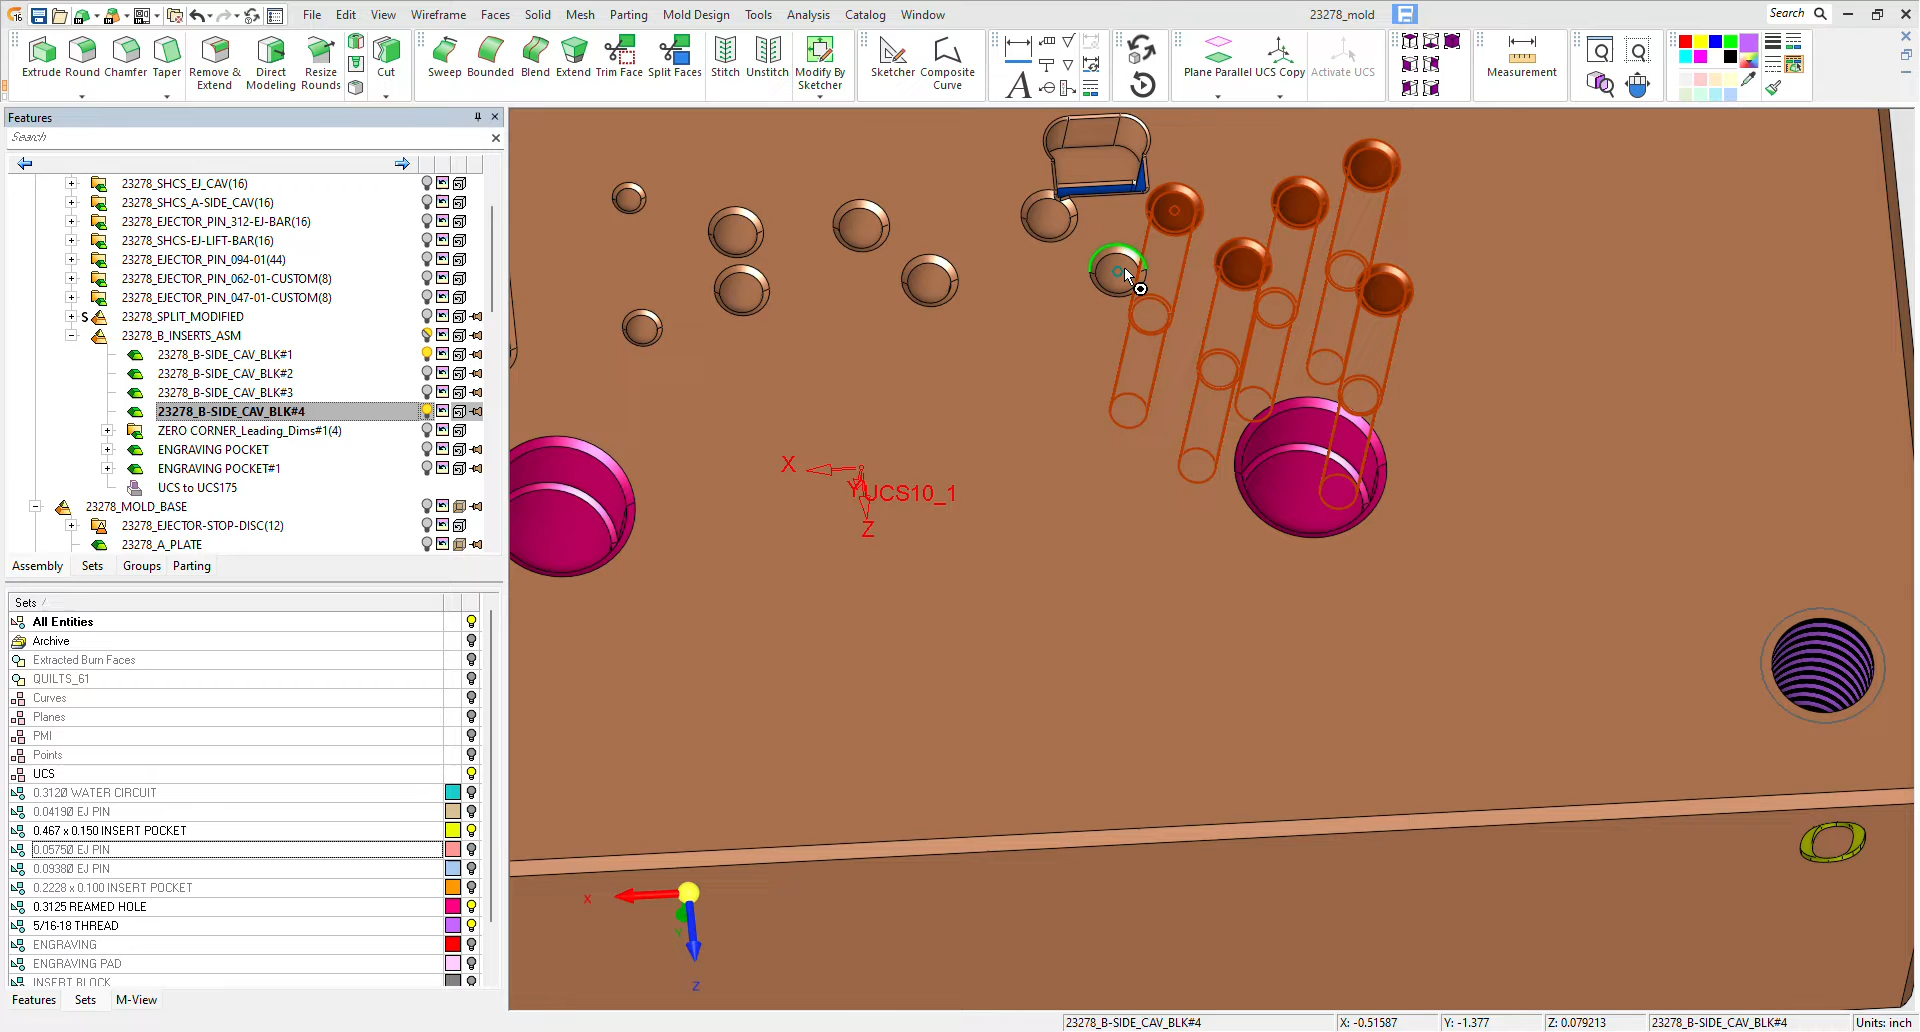 File Edit View Wireframe Faces Solid Mesh Parting Mold Design Tools Analysis Catalog Window
23278_mold
Search
Extrude Round Chamfer Taper Remove & Extend Direct Modeling Resize Rounds Cut
Sweep Bounded Blend Extend Trim Face Split Faces Stitch Unstitch Modify By Sketcher
Sketcher Composite Curve
Plane Parallel UCS Copy Activate UCS
Measurement
Features
Search
23278_SHCS_EJ_CAV(16)
23278_SHCS_A-SIDE_CAV(16)
23278_EJECTOR_PIN_312-EJ-BAR(16)
23278_SHCS-EJ-LIFT-BAR(16)
23278_EJECTOR_PIN_094-01(44)
23278_EJECTOR_PIN_062-01-CUSTOM(8)
23278_EJECTOR_PIN_047-01-CUSTOM(8)
S 23278_SPLIT_MODIFIED
23278_B_INSERTS_ASM
23278_B-SIDE_CAV_BLK#1
23278_B-SIDE_CAV_BLK#2
23278_B-SIDE_CAV_BLK#3
23278_B-SIDE_CAV_BLK#4
ZERO CORNER_Leading_Dims#1(4)
ENGRAVING POCKET
ENGRAVING POCKET#1
UCS to UCS175
23278_MOLD_BASE
23278_EJECTOR-STOP-DISC(12)
23278_A_PLATE
Assembly Sets Groups Parting
Sets
All Entities
Archive
Extracted Burn Faces
QUILTS_61
Curves
Planes
PMI
Points
UCS
0.312Ø WATER CIRCUIT
0.0419Ø EJ PIN
0.467 x 0.150 INSERT POCKET
0.0575Ø EJ PIN
0.0938Ø EJ PIN
0.2228 x 0.100 INSERT POCKET
0.3125 REAMED HOLE
5/16-18 THREAD
ENGRAVING
ENGRAVING PAD
INSERT BLOCK
Features Sets M-View
X
Y UCS10_1
Z
X
Y
Z
23278_B-SIDE_CAV_BLK#4 X: -0.51587 Y: -1.377 Z: 0.079213 23278_B-SIDE_CAV_BLK#4 Units: inch